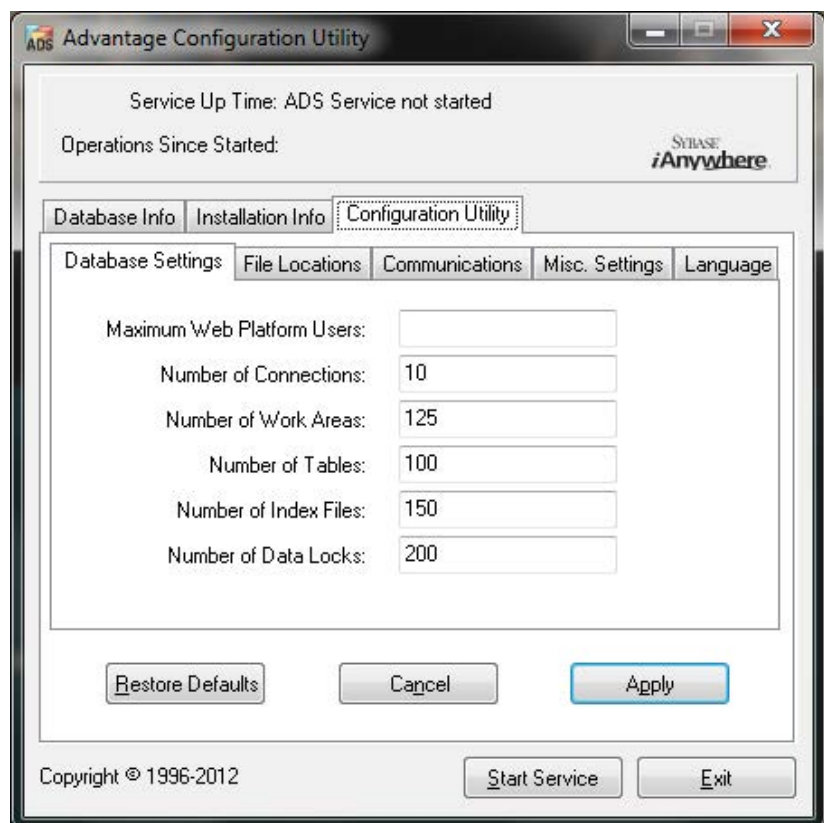 ADS Advantage Configuration Utility
Service Up Time: ADS Service not started
Operations Since Started:
SYBASE
iAnywhere
Database Info Installation Info Configuration Utility
Database Settings File Locations Communications Misc. Settings Language
Maximum Web Platform Users:
Number of Connections: 10
Number of Work Areas: 125
Number of Tables: 100
Number of Index Files: 150
Number of Data Locks: 200
Restore Defaults Cancel Apply
Copyright © 1996-2012 Start Service Exit